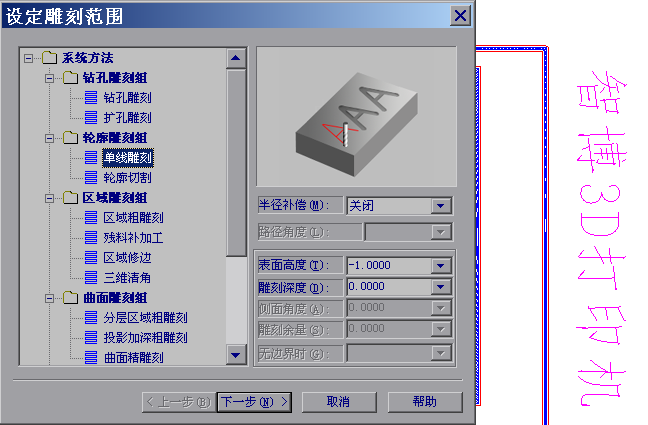 设定雕刻范围
系统方法
钻孔雕刻组
钻孔雕刻
扩孔雕刻
轮廓雕刻组
单线雕刻
轮廓切割
区域雕刻组
区域粗雕刻
残料补加工
区域修边
三维清角
曲面雕刻组
分层区域粗雕刻
投影加深粗雕刻
曲面精雕刻
半径补偿(M): 关闭
路径角度(L):
表面高度(T): -1.0000
雕刻深度(D): 0.0000
侧面角度(A): 0.0000
雕刻余量(S): 0.0000
无边界时(G):
< 上一步(B) 下一步(N) > 取消 帮助
智博3D打印机